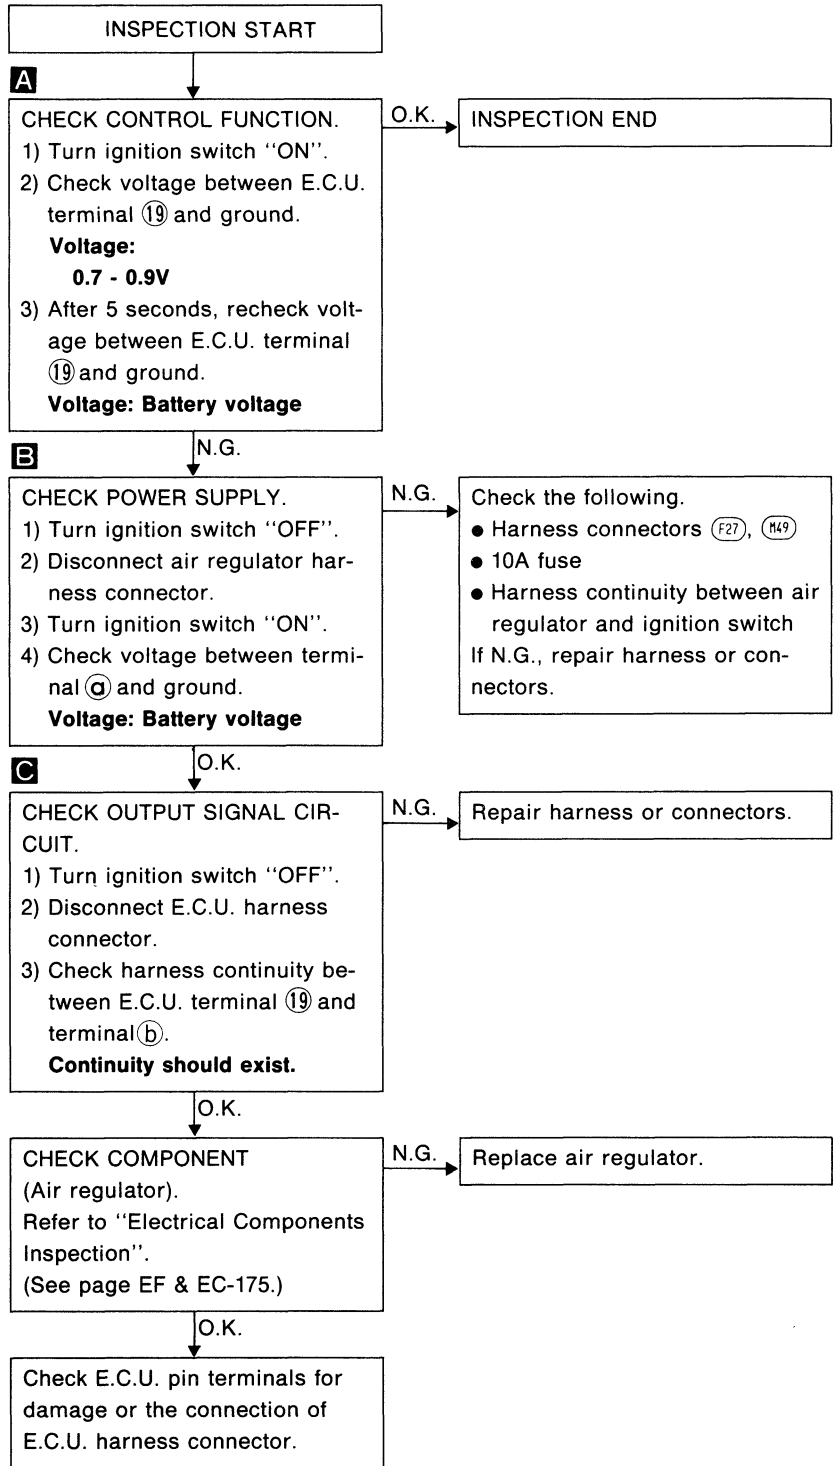 INSPECTION START
A
CHECK CONTROL FUNCTION.
1) Turn ignition switch "ON".
2) Check voltage between E.C.U.
terminal ⑲ and ground.
Voltage:
0.7 - 0.9V
3) After 5 seconds, recheck volt-
age between E.C.U. terminal
⑲ and ground.
Voltage: Battery voltage
O.K.
INSPECTION END
N.G.
B
CHECK POWER SUPPLY.
1) Turn ignition switch "OFF".
2) Disconnect air regulator har-
ness connector.
3) Turn ignition switch "ON".
4) Check voltage between termi-
nal ⓐ and ground.
Voltage: Battery voltage
N.G.
Check the following.
● Harness connectors (F27), (M49)
● 10A fuse
● Harness continuity between air
regulator and ignition switch
If N.G., repair harness or con-
nectors.
O.K.
C
CHECK OUTPUT SIGNAL CIR-
CUIT.
1) Turn ignition switch "OFF".
2) Disconnect E.C.U. harness
connector.
3) Check harness continuity be-
tween E.C.U. terminal ⑲ and
terminal ⓑ.
Continuity should exist.
N.G.
Repair harness or connectors.
O.K.
CHECK COMPONENT
(Air regulator).
Refer to "Electrical Components
Inspection".
(See page EF & EC-175.)
N.G.
Replace air regulator.
O.K.
Check E.C.U. pin terminals for
damage or the connection of
E.C.U. harness connector.